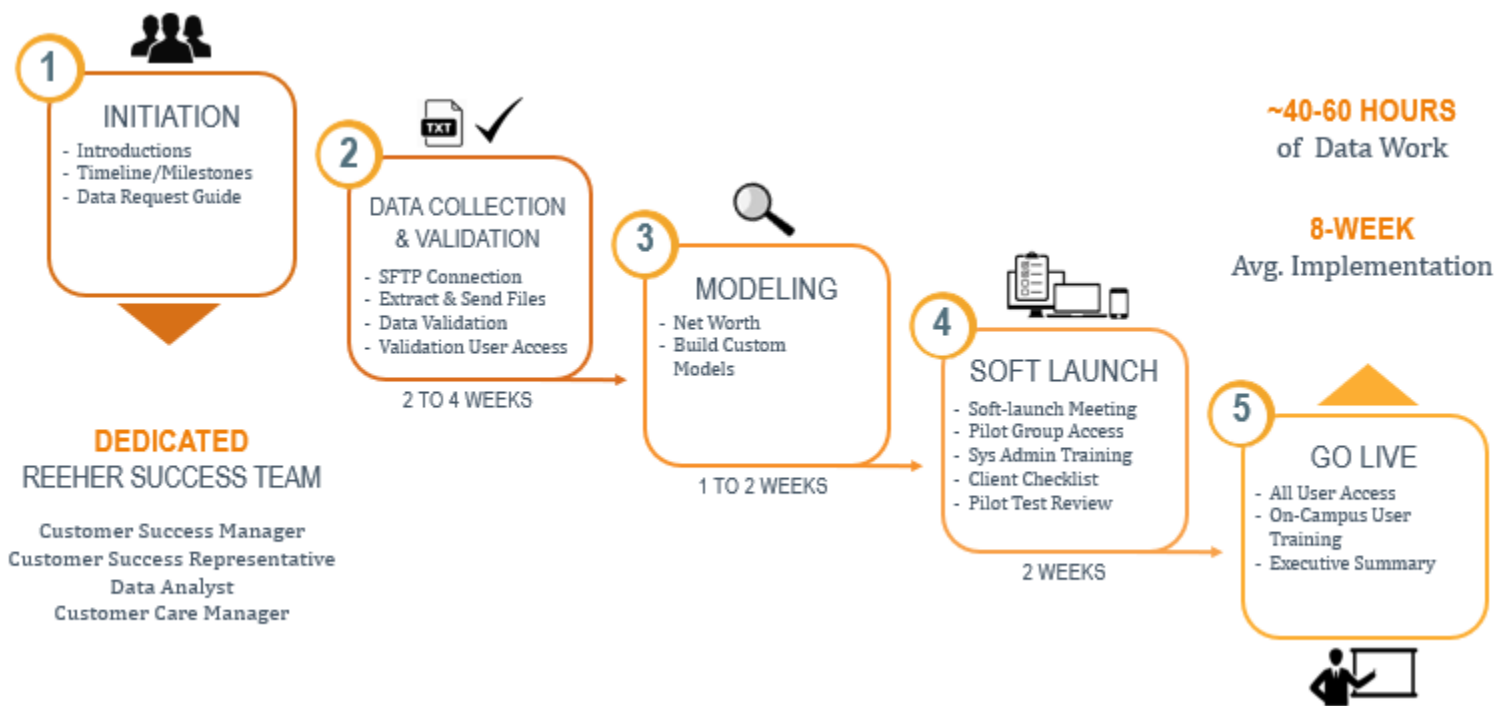 1
INITIATION
- Introductions
- Timeline/Milestones
- Data Request Guide
DEDICATED
REEHER SUCCESS TEAM
Customer Success Manager
Customer Success Representative
Data Analyst
Customer Care Manager
TXT
2
DATA COLLECTION
& VALIDATION
- SFTP Connection
- Extract & Send Files
- Data Validation
- Validation User Access
2 TO 4 WEEKS
3
MODELING
- Net Worth
- Build Custom
Models
1 TO 2 WEEKS
4
SOFT LAUNCH
- Soft-launch Meeting
- Pilot Group Access
- Sys Admin Training
- Client Checklist
- Pilot Test Review
2 WEEKS
~40-60 HOURS
of Data Work
8-WEEK
Avg. Implementation
5
GO LIVE
- All User Access
- On-Campus User
Training
- Executive Summary